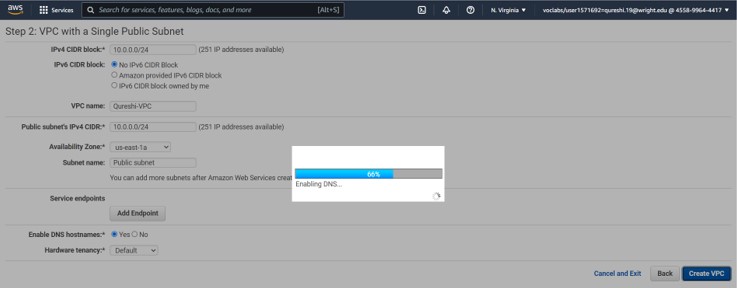 aws Services Search for services, features, blogs, docs, and more [Alt+S] N. Virginia ▼ voclabs/user1571692=qureshi.19@wright.edu @ 4558-9964-4417 ▼
Step 2: VPC with a Single Public Subnet
IPv4 CIDR block:* 10.0.0.0/24 (251 IP addresses available)
IPv6 CIDR block: No IPv6 CIDR Block
Amazon provided IPv6 CIDR block
IPv6 CIDR block owned by me
VPC name: Qureshi-VPC
Public subnet's IPv4 CIDR:* 10.0.0.0/24 (251 IP addresses available)
Availability Zone:* us-east-1a
Subnet name: Public subnet
66%
You can add more subnets after Amazon Web Services creat
Enabling DNS...
Service endpoints
Add Endpoint
Enable DNS hostnames:* Yes No
Hardware tenancy:* Default
Cancel and Exit Back Create VPC